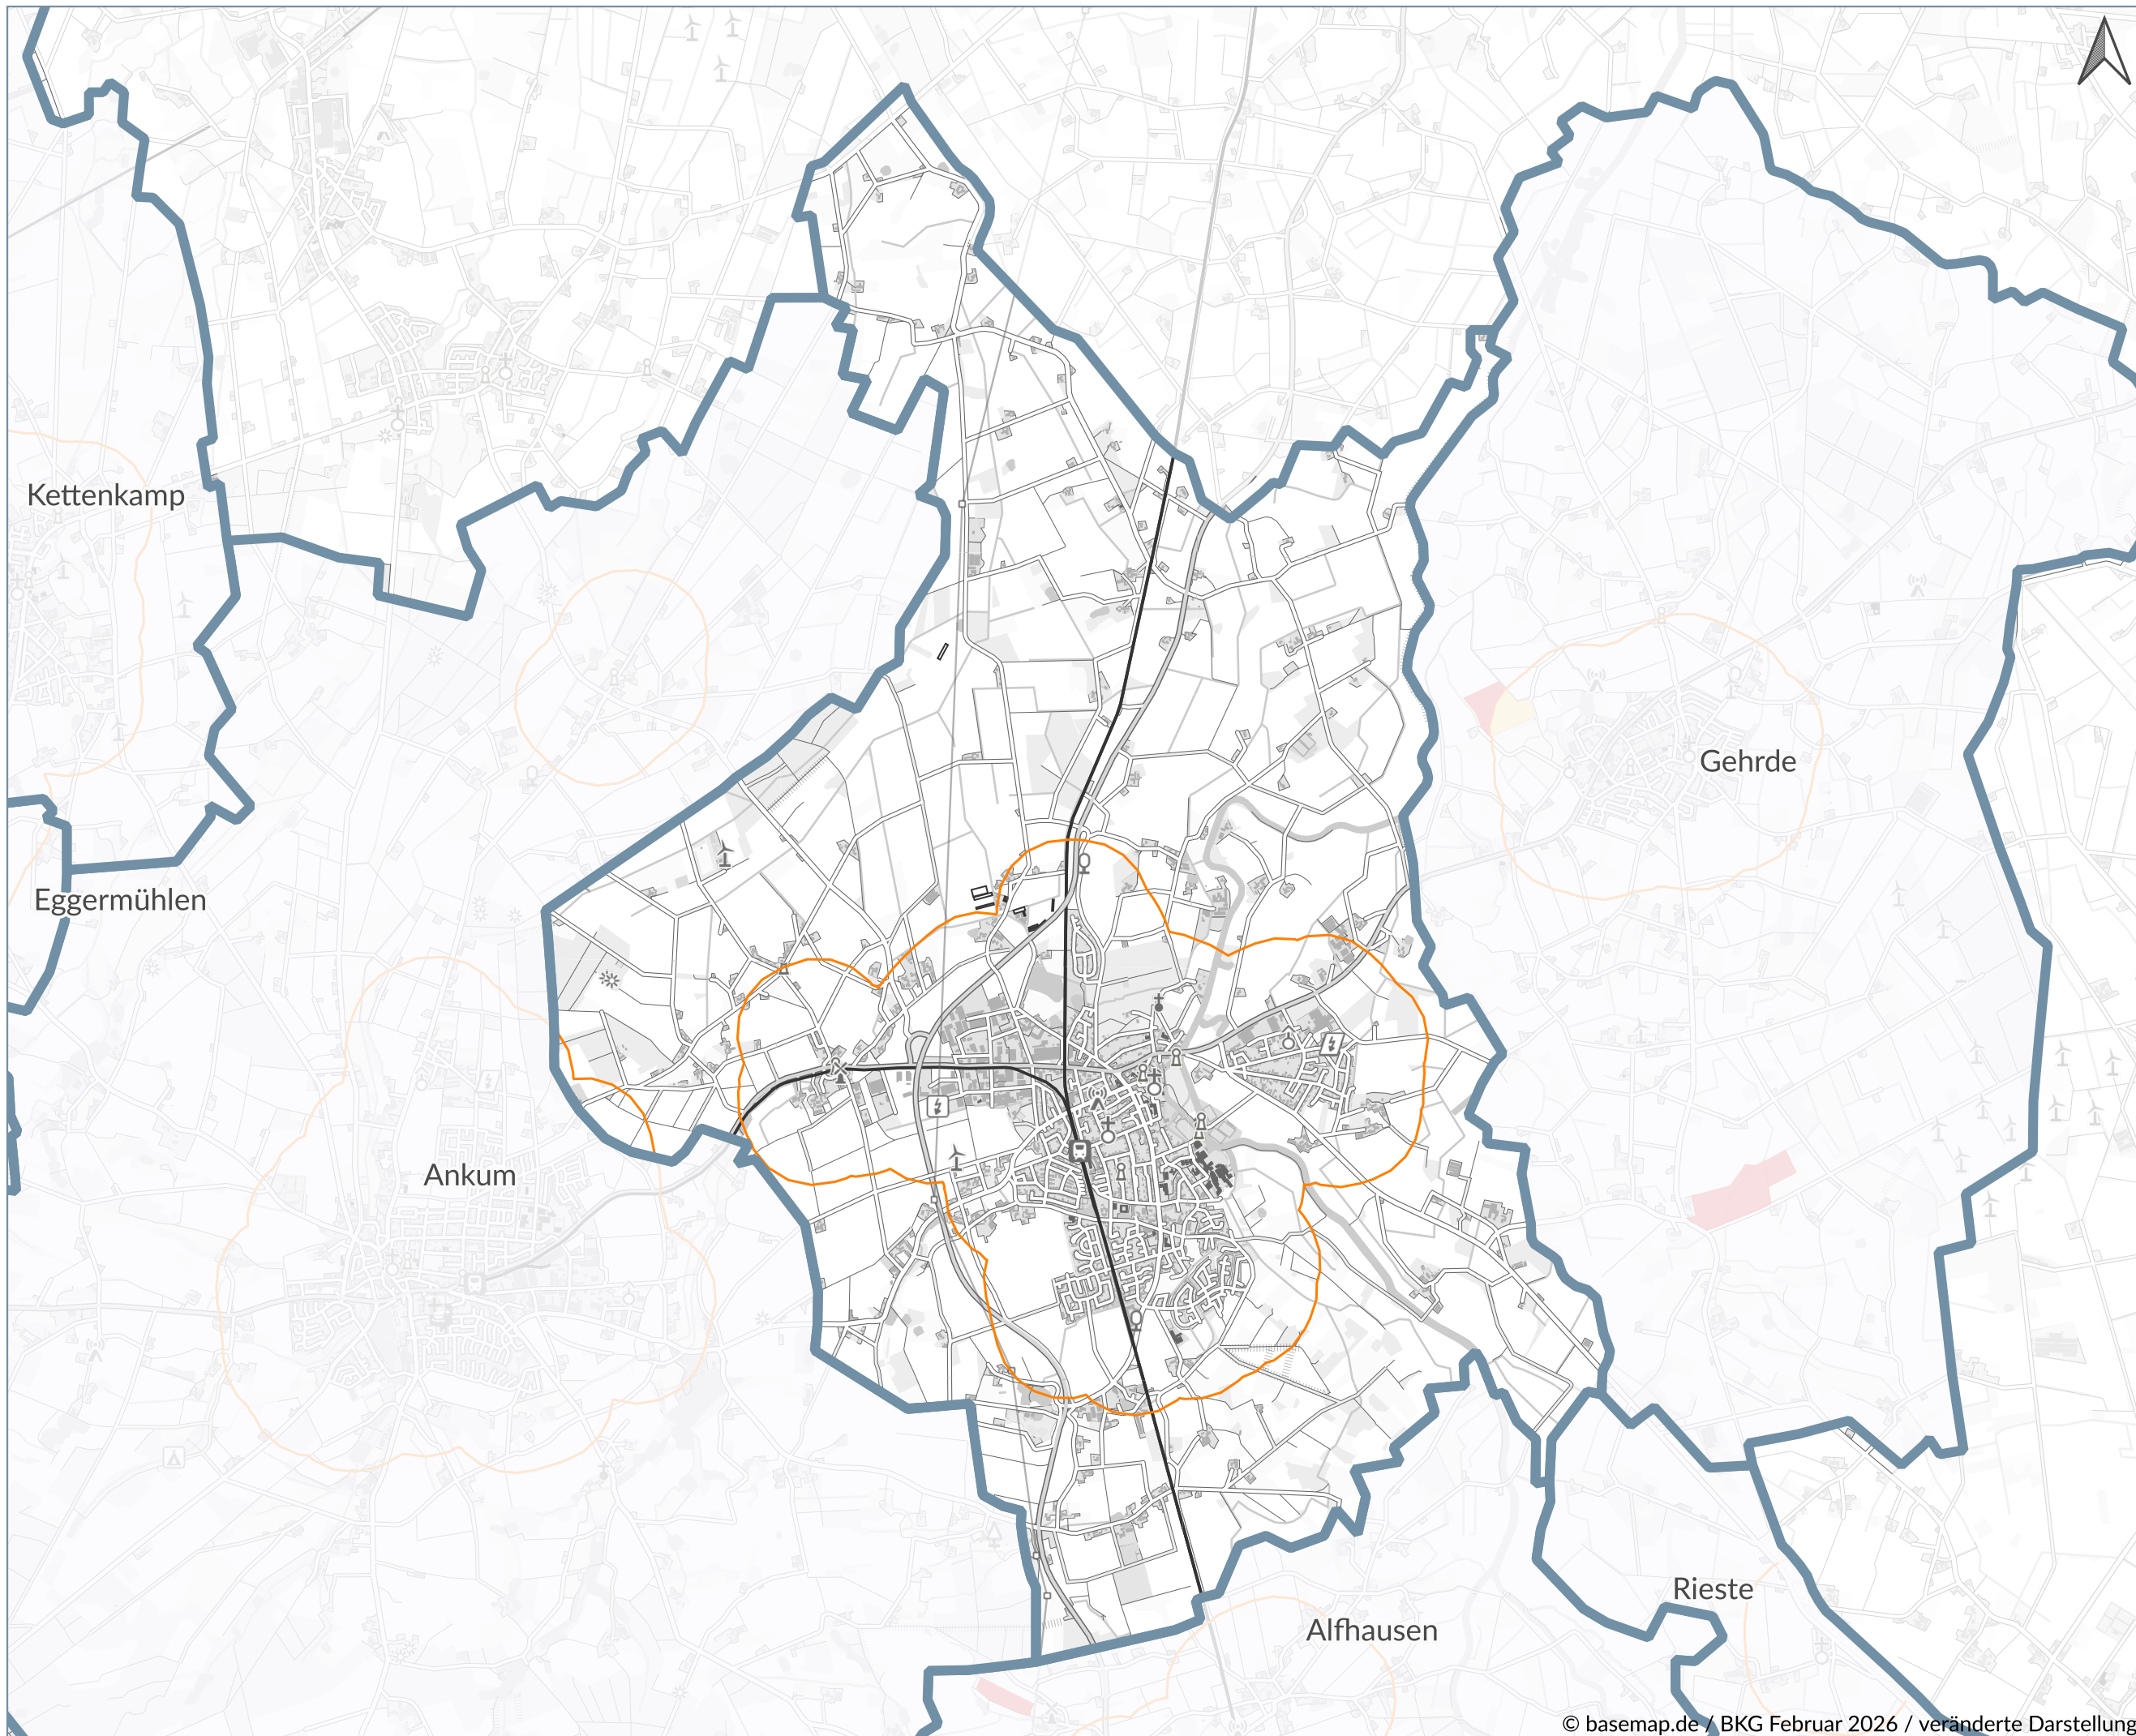 Kettenkamp
Gehrde
Eggermühlen
Ankum
Rieste
Alfhausen
© basemap.de / BKG Februar 2026 / veränderte Darstellung